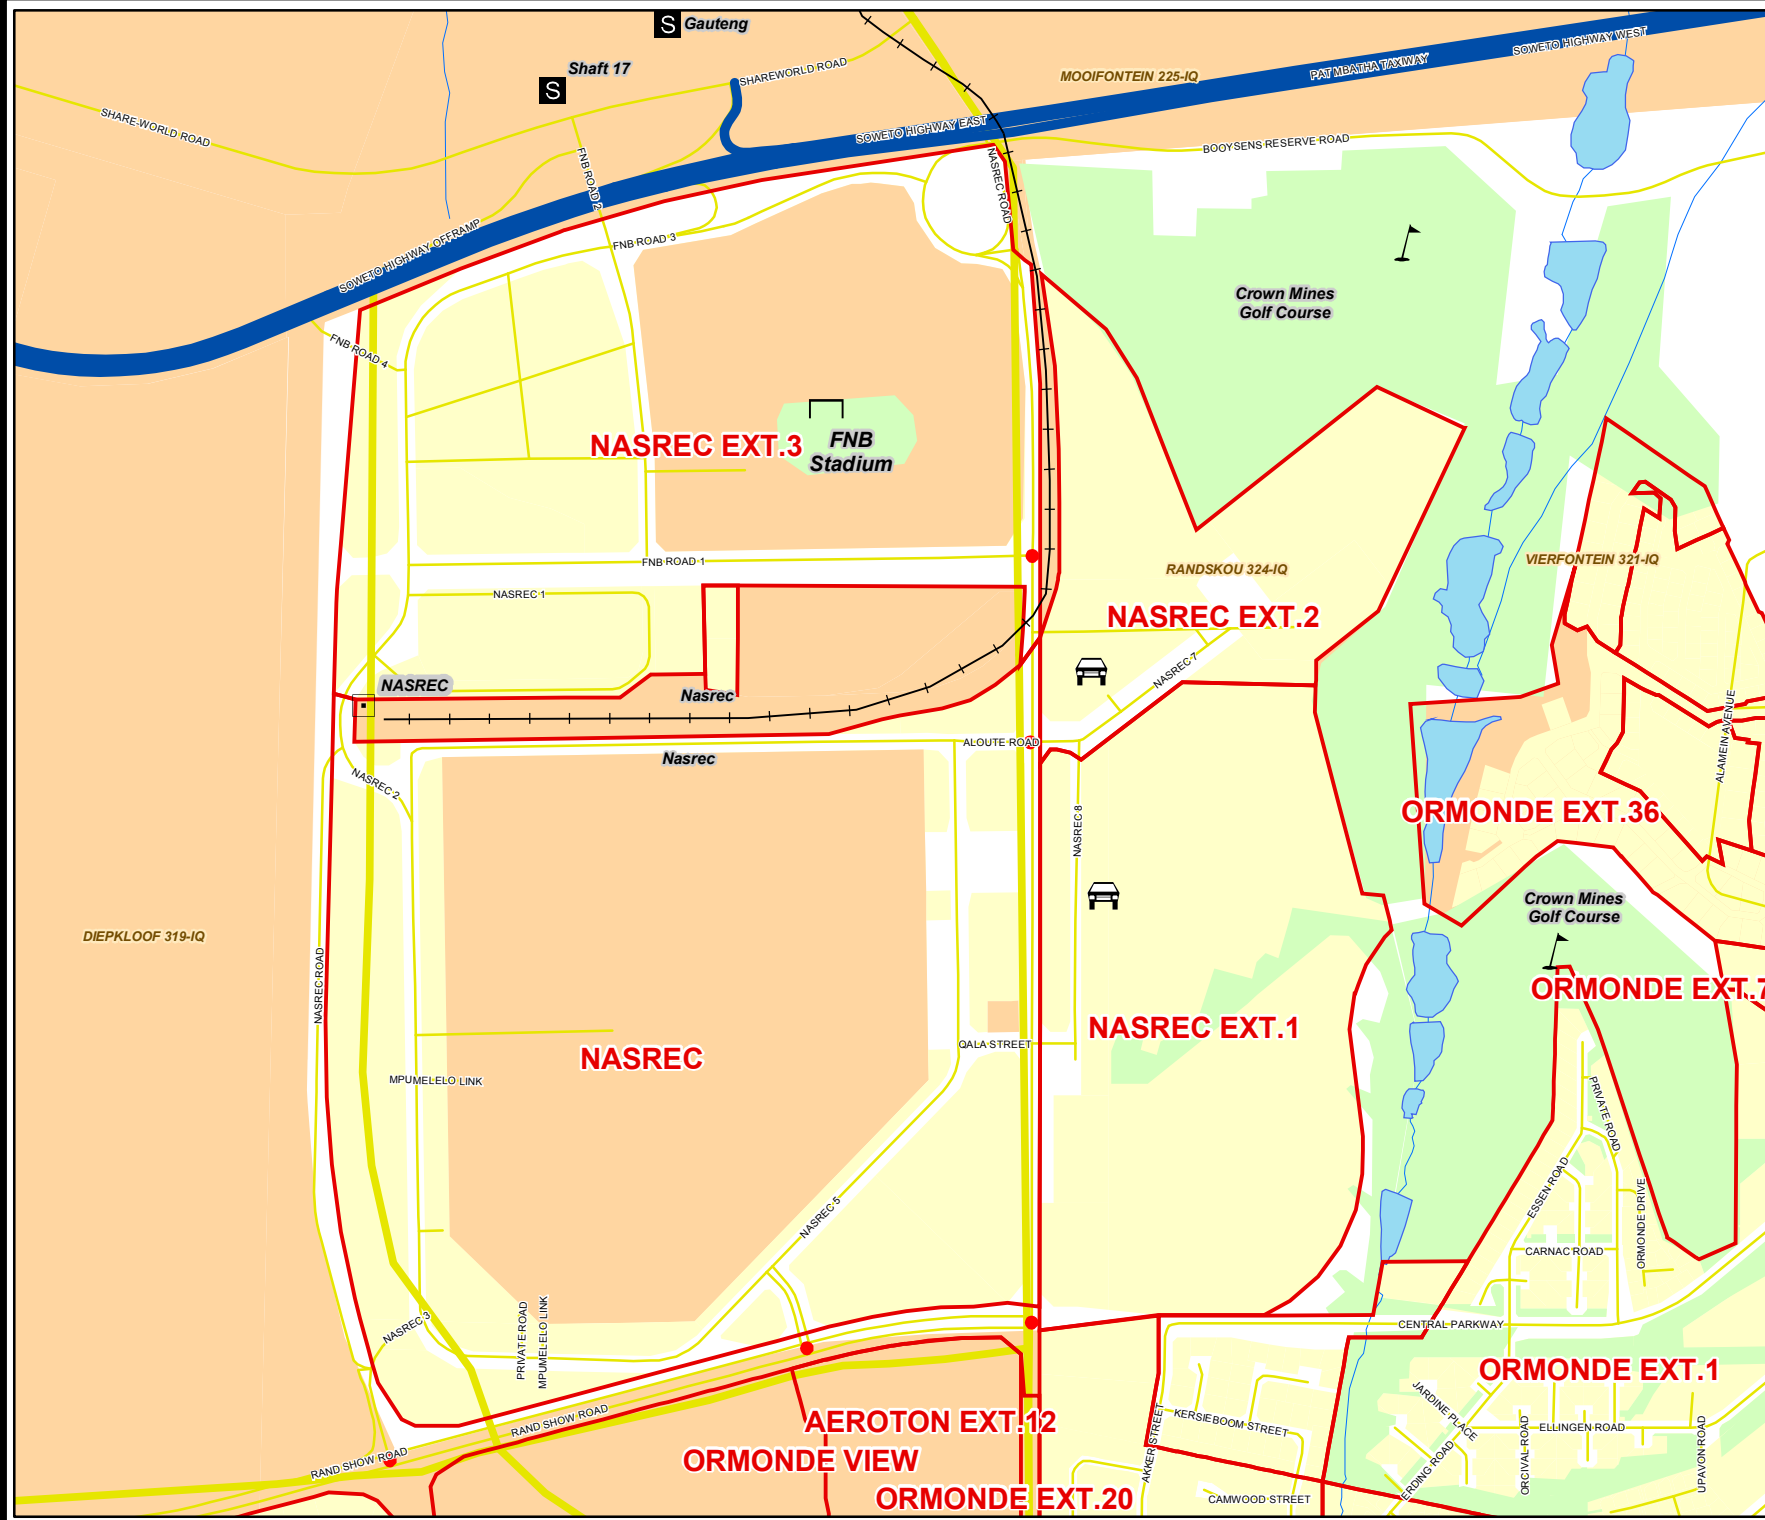 S Gauteng
Shaft 17
S
SHAREWORLD ROAD
SOWETO HIGHWAY WEST
PAT MBATHA TAXIWAY
MOOIFONTEIN 225-IQ
SHARE-WORLD ROAD
SOWETO HIGHWAY EAST
BOOYSENS RESERVE ROAD
FNB ROAD 2
NASREC ROAD
FNB ROAD 3
SOWETO HIGHWAY OFFRAMP
Crown Mines
Golf Course
FNB ROAD 4
NASREC EXT.3
FNB
Stadium
FNB ROAD 1
RANDSKOU 324-IQ
VIERFONTEIN 321-IQ
NASREC 1
NASREC EXT.2
NASREC
Nasrec
NASREC 7
ALOUTE ROAD
Nasrec
ALAMEIN AVENUE
NASREC 2
ORMONDE EXT.36
NASREC 8
Crown Mines
Golf Course
DIEPKLOOF 319-IQ
NASREC ROAD
ORMONDE EXT.7
NASREC EXT.1
QALA STREET
NASREC
MPUMELELO LINK
PRIVATE ROAD
ESSEN ROAD
ORMONDE DRIVE
NASREC 5
CARNAC ROAD
NASREC 3
PRIVATE ROAD
MPUMELELO LINK
CENTRAL PARKWAY
ORMONDE EXT.1
JARDINE PLACE
RAND SHOW ROAD
AEROTON EXT.12
KERSIEBOOM STREET
ELLINGEN ROAD
AKKER STREET
ORCIVAL ROAD
UPAVON ROAD
RAND SHOW ROAD
ORMONDE VIEW
ERDING ROAD
ORMONDE EXT.20
CAMWOOD STREET